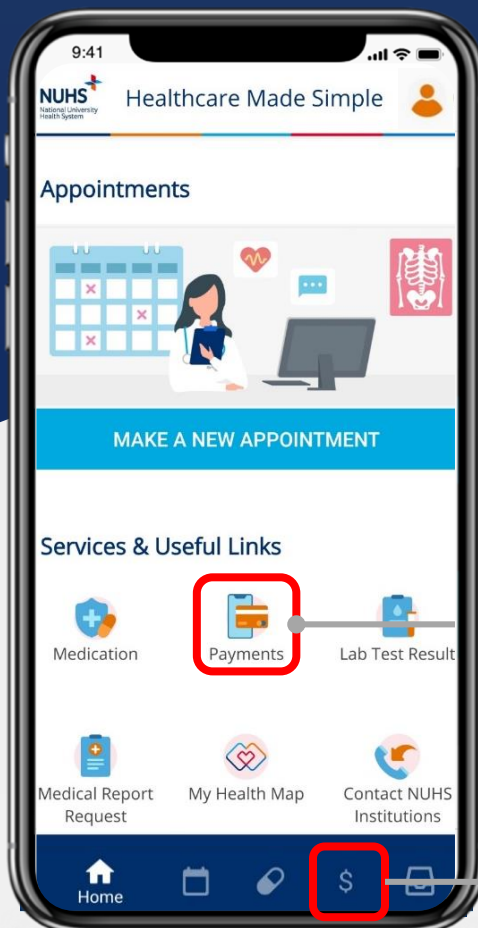 9:41
NUHS
National University
Health System
Healthcare Made Simple
Appointments
MAKE A NEW APPOINTMENT
Services & Useful Links
Medication
Payments
Lab Test Result
Medical Report
Request
My Health Map
Contact NUHS
Institutions
Home
$